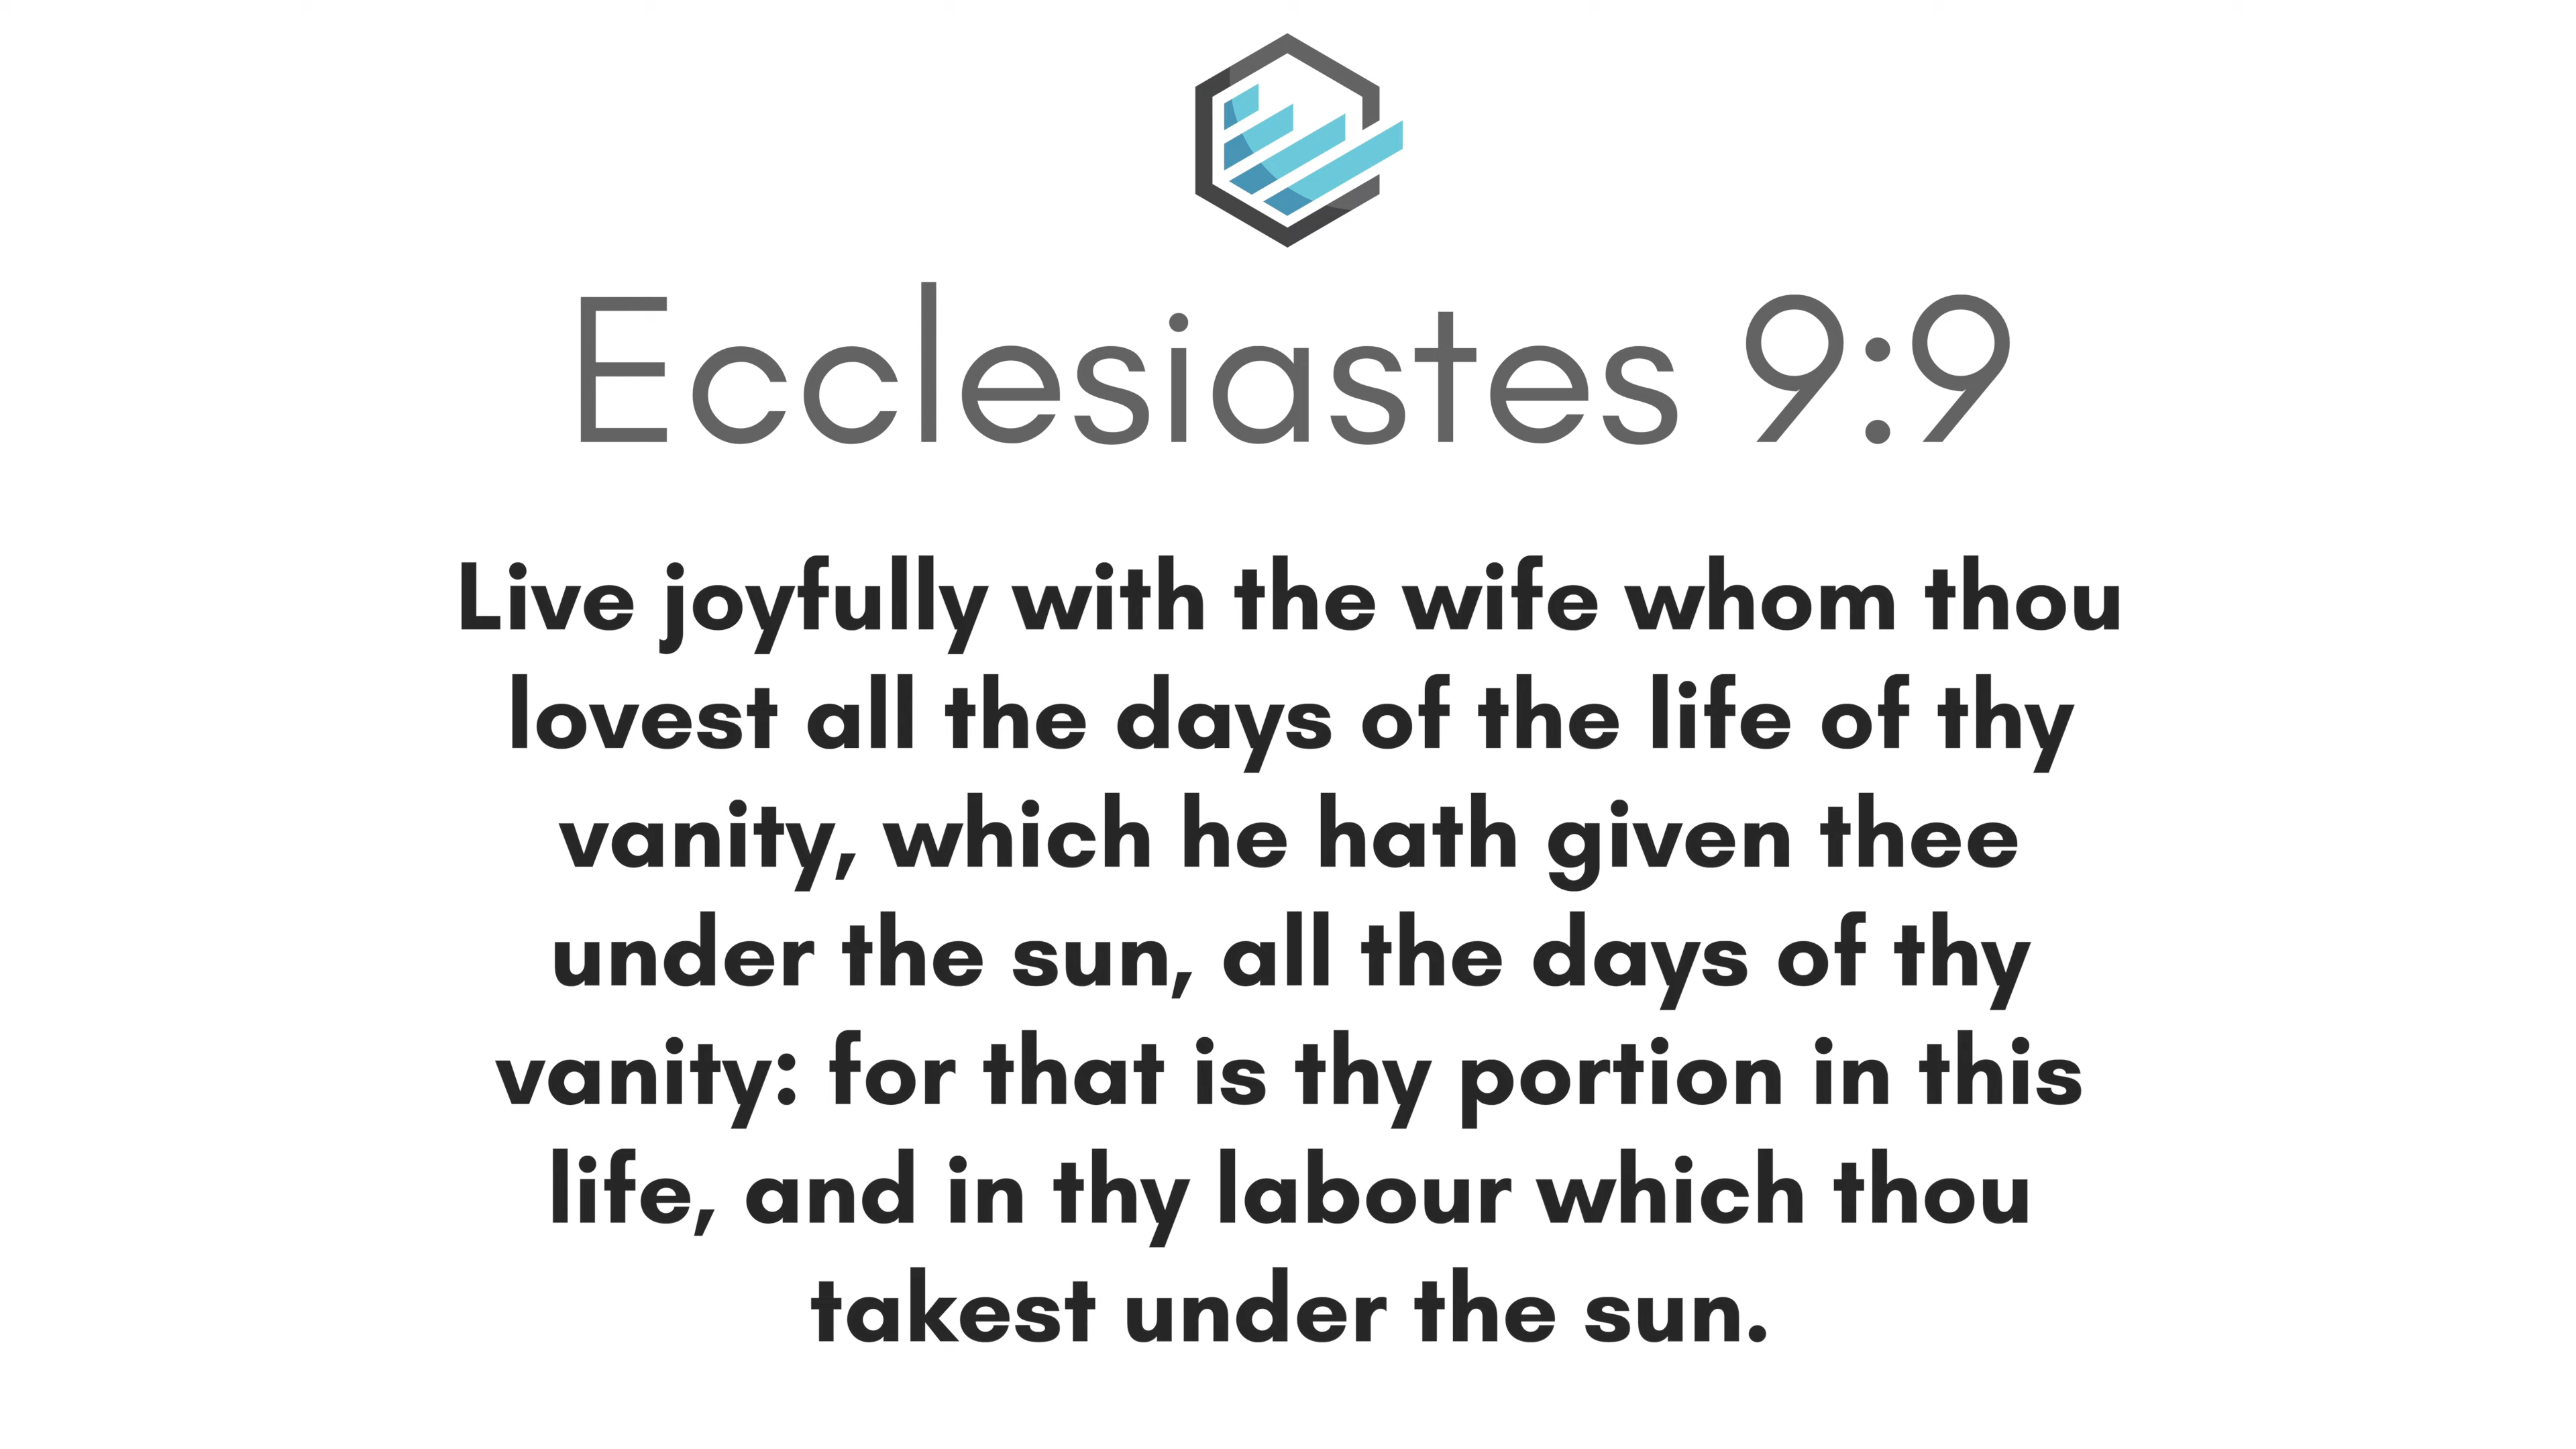 Ecclesiastes 9:9
Live joyfully with the wife whom thou
lovest all the days of the life of thy
vanity, which he hath given thee
under the sun, all the days of thy
vanity: for that is thy portion in this
life, and in thy labour which thou
takest under the sun.